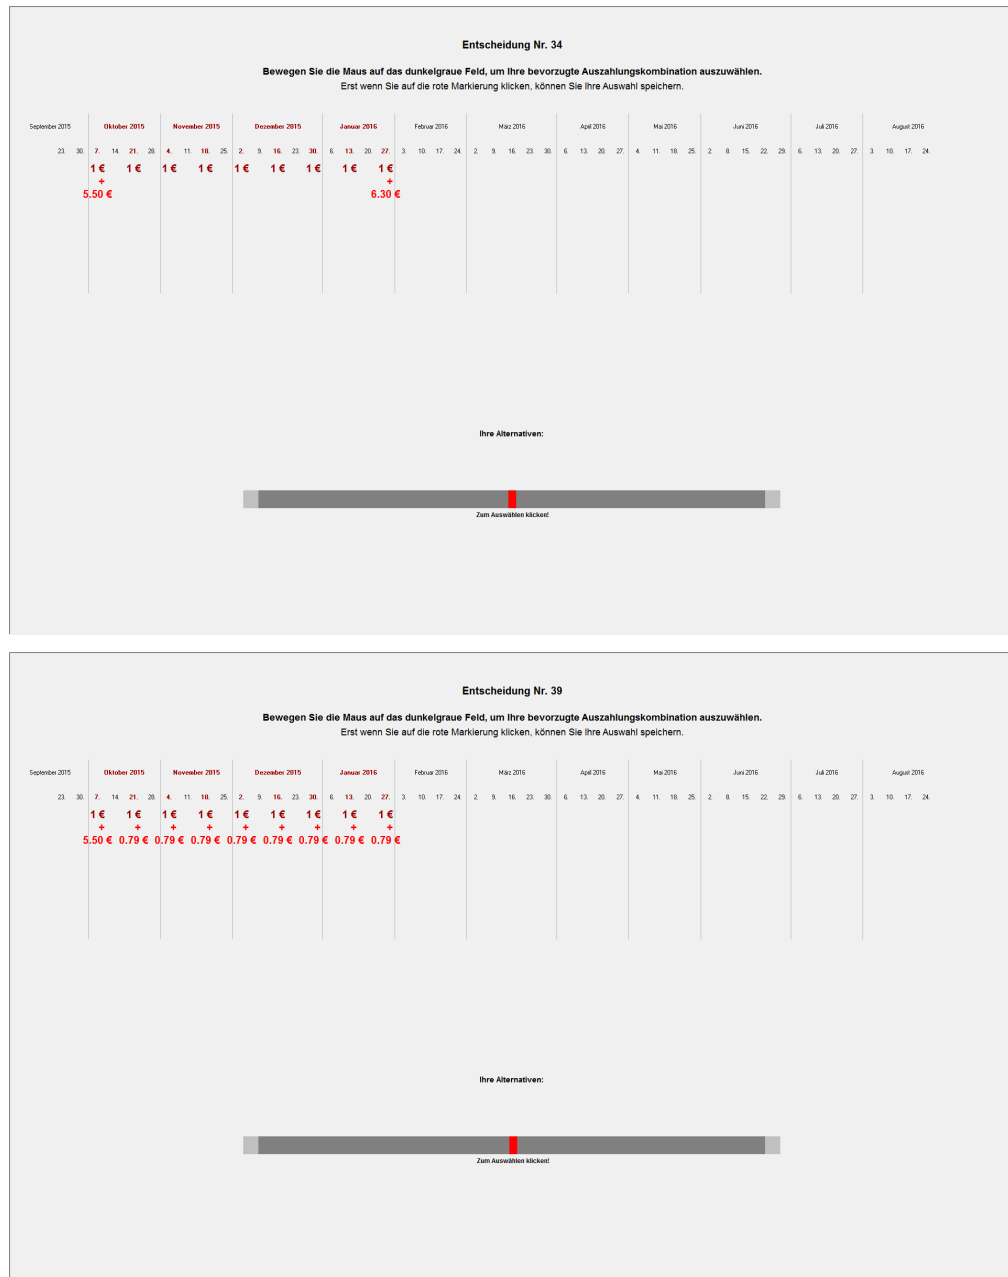 Entscheidung Nr. 34
Bewegen Sie die Maus auf das dunkelgraue Feld, um Ihre bevorzugte Auszahlungskombination auszuwählen.
Erst wenn Sie auf die rote Markierung klicken, können Sie Ihre Auswahl speichern.
September 2015 Oktober 2015 November 2015 Dezember 2015 Januar 2016 Februar 2016 März 2016 April 2016 Mai 2016 Juni 2016 Juli 2016 August 2016
23. 30. 7. 14. 21. 28. 4. 11. 18. 25. 2. 9. 16. 23. 30. 6. 13. 20. 27. 3. 10. 17. 24. 2. 9. 16. 23. 30. 6. 13. 20. 27. 4. 11. 18. 25. 2. 8. 15. 22. 29. 6. 13. 20. 27. 3. 10. 17. 24.
1 € 1 € 1 € 1 € 1 € 1 € 1 € 1 € 1 €
+ +
5.50 € 6.30 €
Ihre Alternativen:
Zum Auswählen klicken!
Entscheidung Nr. 39
Bewegen Sie die Maus auf das dunkelgraue Feld, um Ihre bevorzugte Auszahlungskombination auszuwählen.
Erst wenn Sie auf die rote Markierung klicken, können Sie Ihre Auswahl speichern.
September 2015 Oktober 2015 November 2015 Dezember 2015 Januar 2016 Februar 2016 März 2016 April 2016 Mai 2016 Juni 2016 Juli 2016 August 2016
23. 30. 7. 14. 21. 28. 4. 11. 18. 25. 2. 9. 16. 23. 30. 6. 13. 20. 27. 3. 10. 17. 24. 2. 9. 16. 23. 30. 6. 13. 20. 27. 4. 11. 18. 25. 2. 8. 15. 22. 29. 6. 13. 20. 27. 3. 10. 17. 24.
1 € 1 € 1 € 1 € 1 € 1 € 1 € 1 € 1 €
+ + + + + + + + +
5.50 € 0.79 € 0.79 € 0.79 € 0.79 € 0.79 € 0.79 € 0.79 € 0.79 €
Ihre Alternativen:
Zum Auswählen klicken!